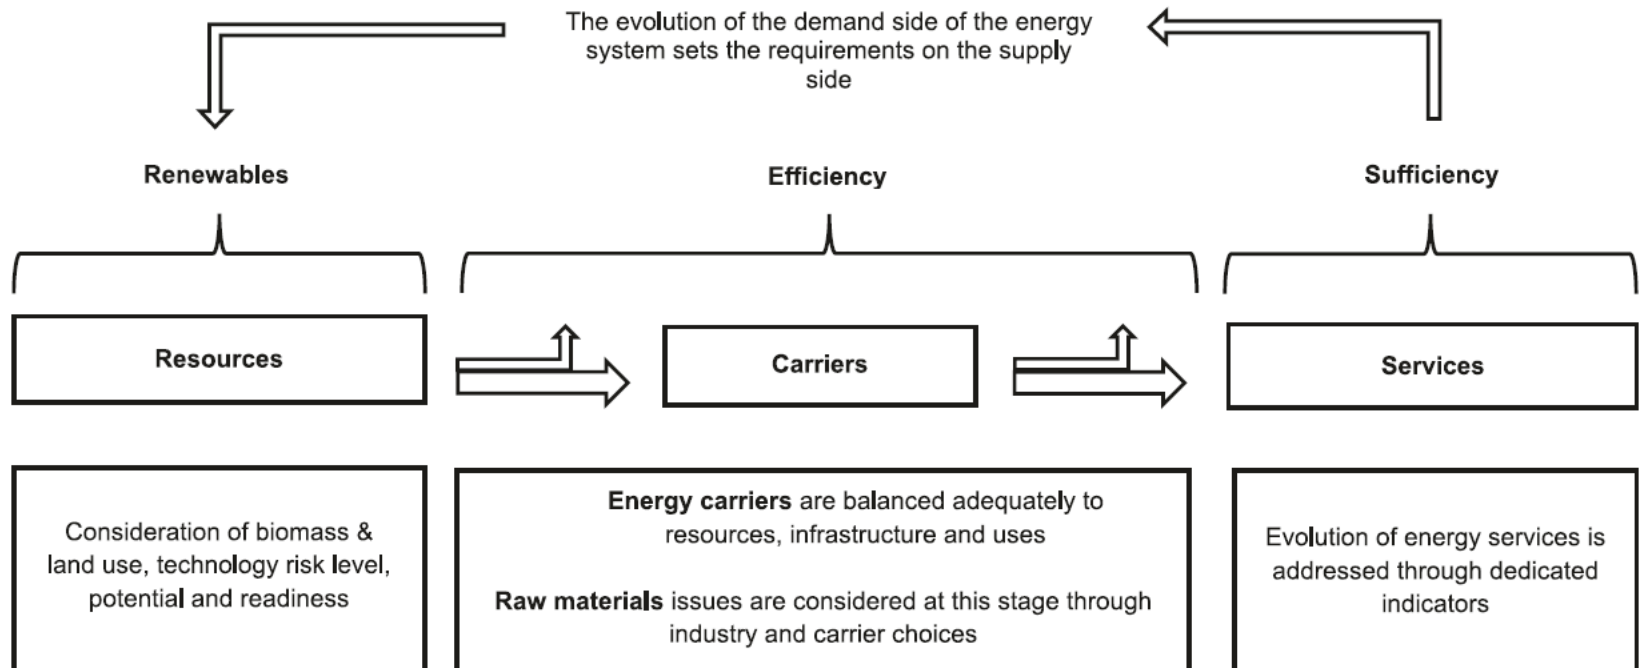 The evolution of the demand side of the energy
system sets the requirements on the supply
side
Renewables
Efficiency
Sufficiency
Resources
Carriers
Services
Consideration of biomass &
land use, technology risk level,
potential and readiness
Energy carriers are balanced adequately to
resources, infrastructure and uses
Raw materials issues are considered at this stage through
industry and carrier choices
Evolution of energy services is
addressed through dedicated
indicators